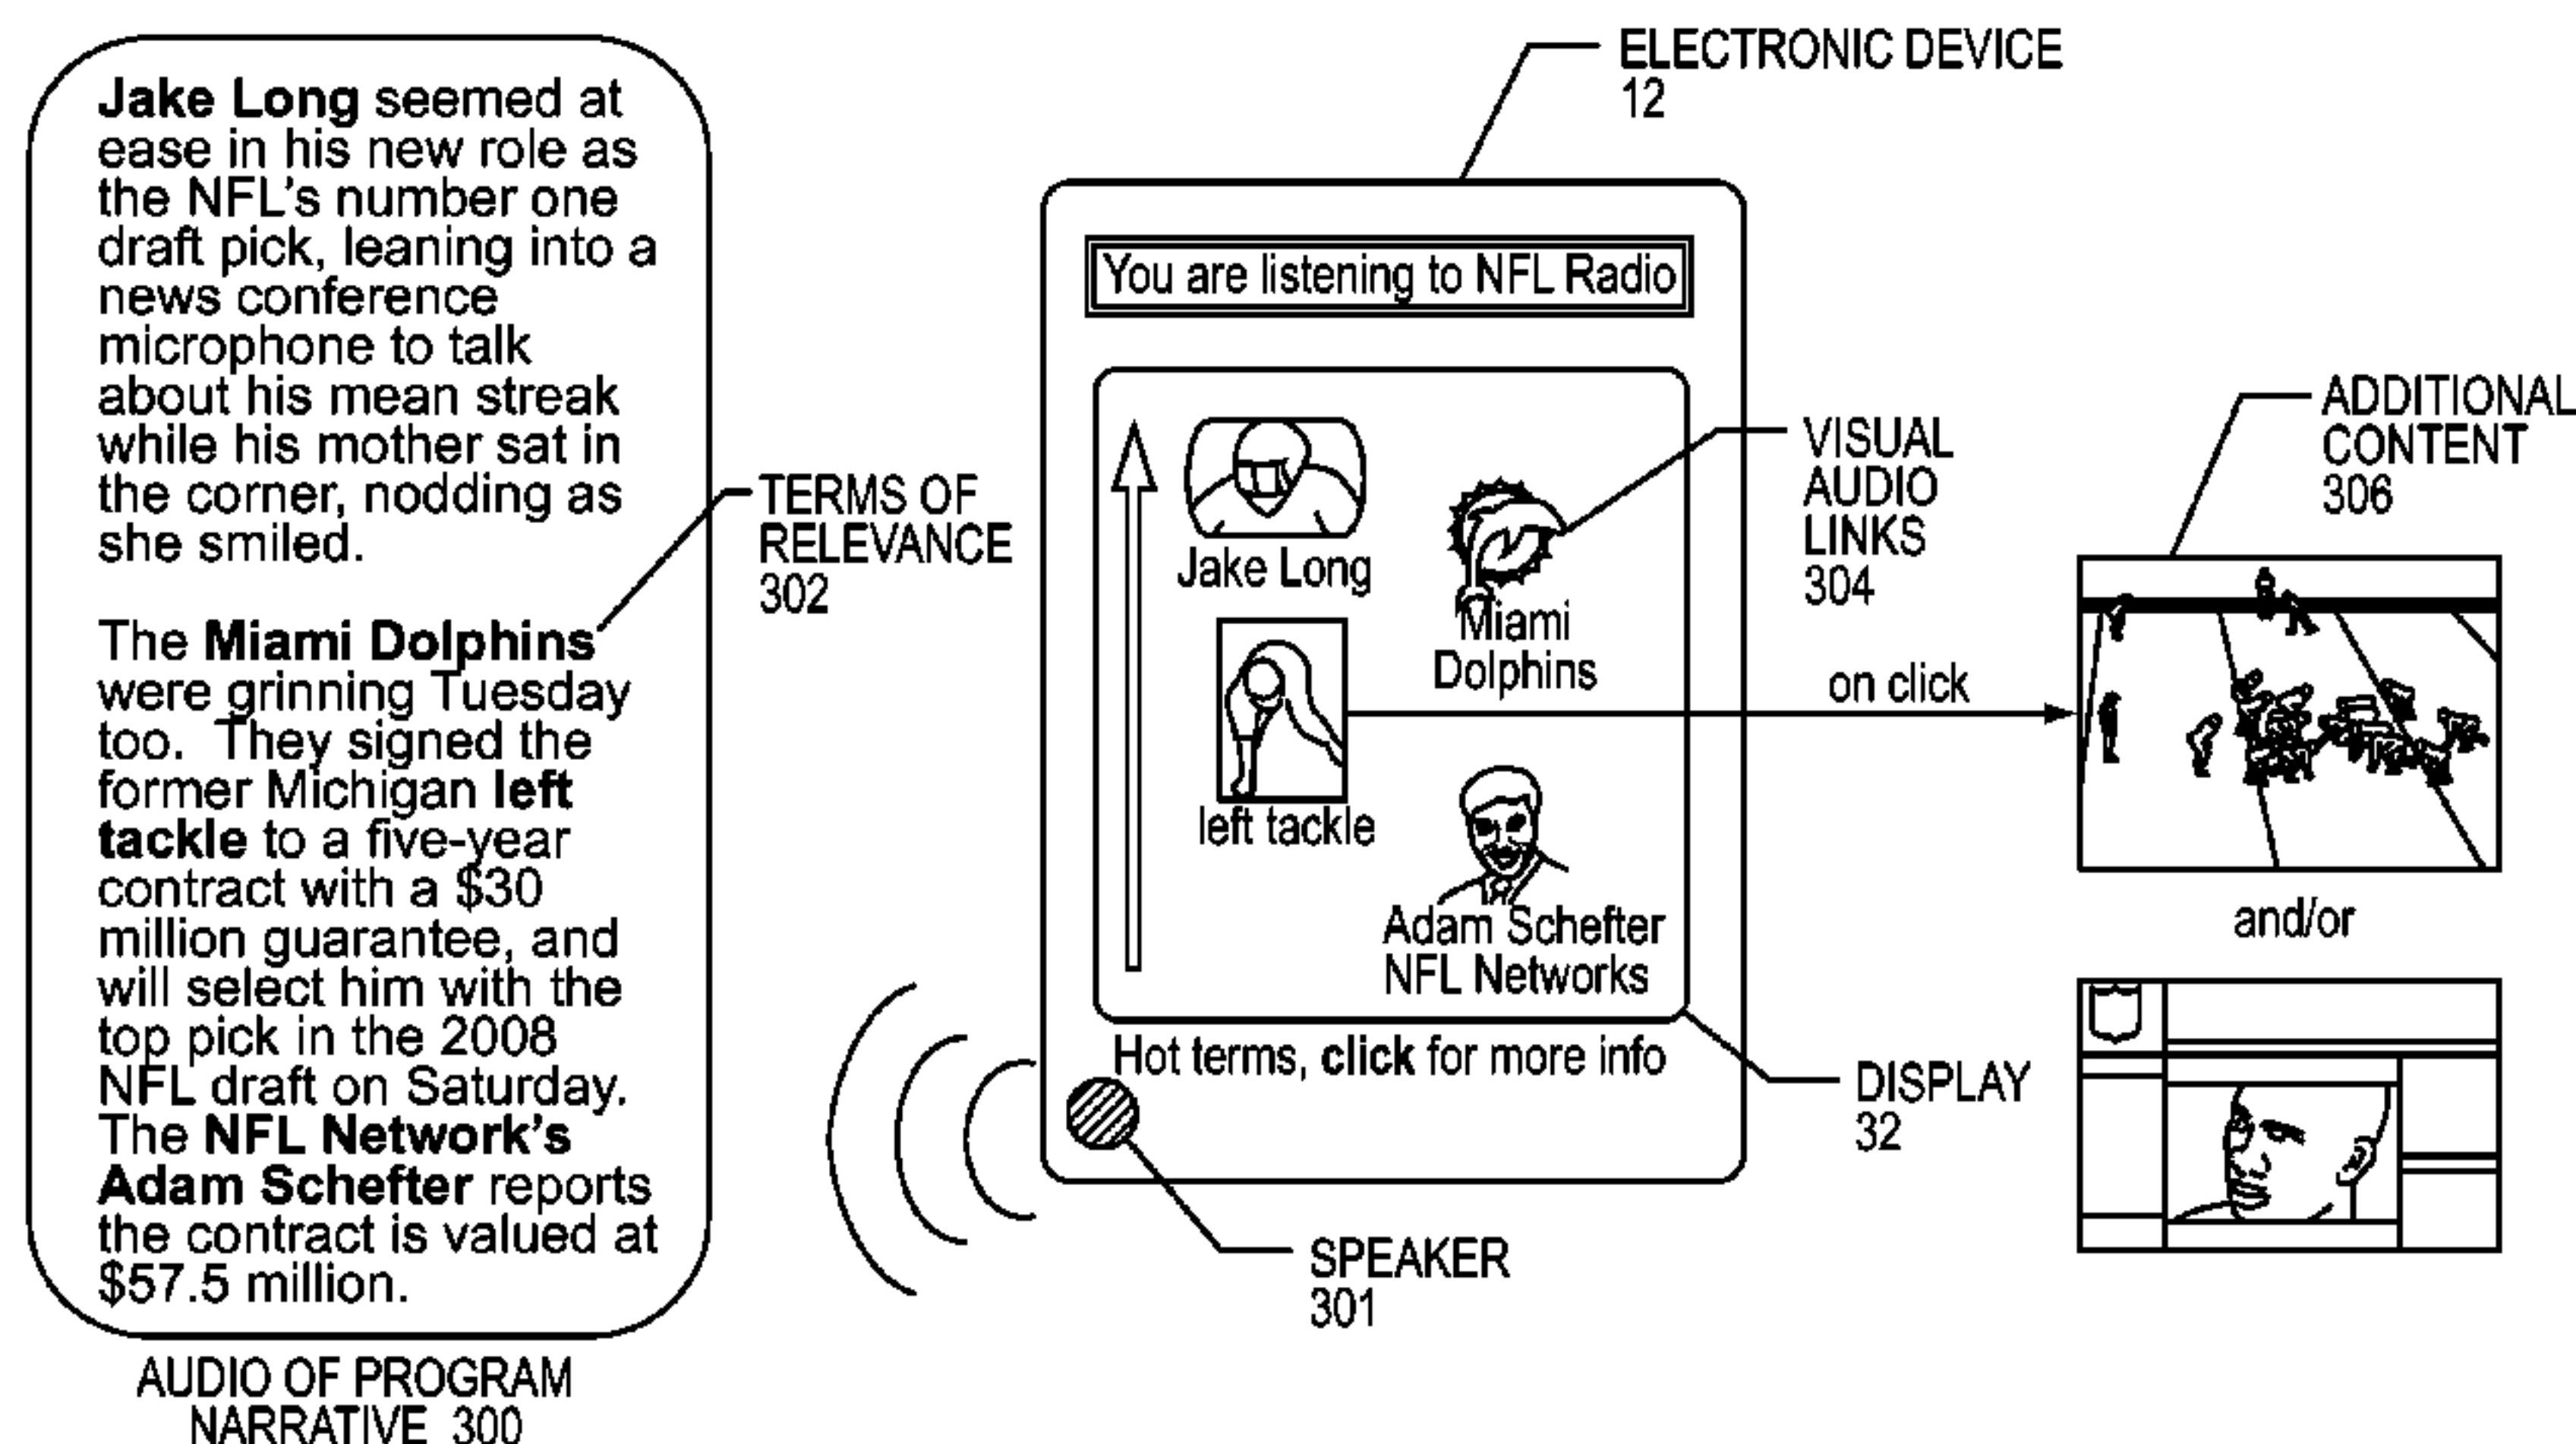 Jake Long seemed at
ease in his new role as
the NFL's number one
draft pick, leaning into a
news conference
microphone to talk
about his mean streak
while his mother sat in
the corner, nodding as
she smiled.
The Miami Dolphins
were grinning Tuesday
too. They signed the
former Michigan left
tackle to a five-year
contract with a $30
million guarantee, and
will select him with the
top pick in the 2008
NFL draft on Saturday.
The NFL Network's
Adam Schefter reports
the contract is valued at
$57.5 million.
AUDIO OF PROGRAM
NARRATIVE 300
TERMS OF
RELEVANCE
302
ELECTRONIC DEVICE
12
You are listening to NFL Radio
Jake Long
Miami
Dolphins
left tackle
Adam Schefter
NFL Networks
Hot terms, click for more info
VISUAL
AUDIO
LINKS
304
on click
DISPLAY
32
SPEAKER
301
ADDITIONAL
CONTENT
306
and/or